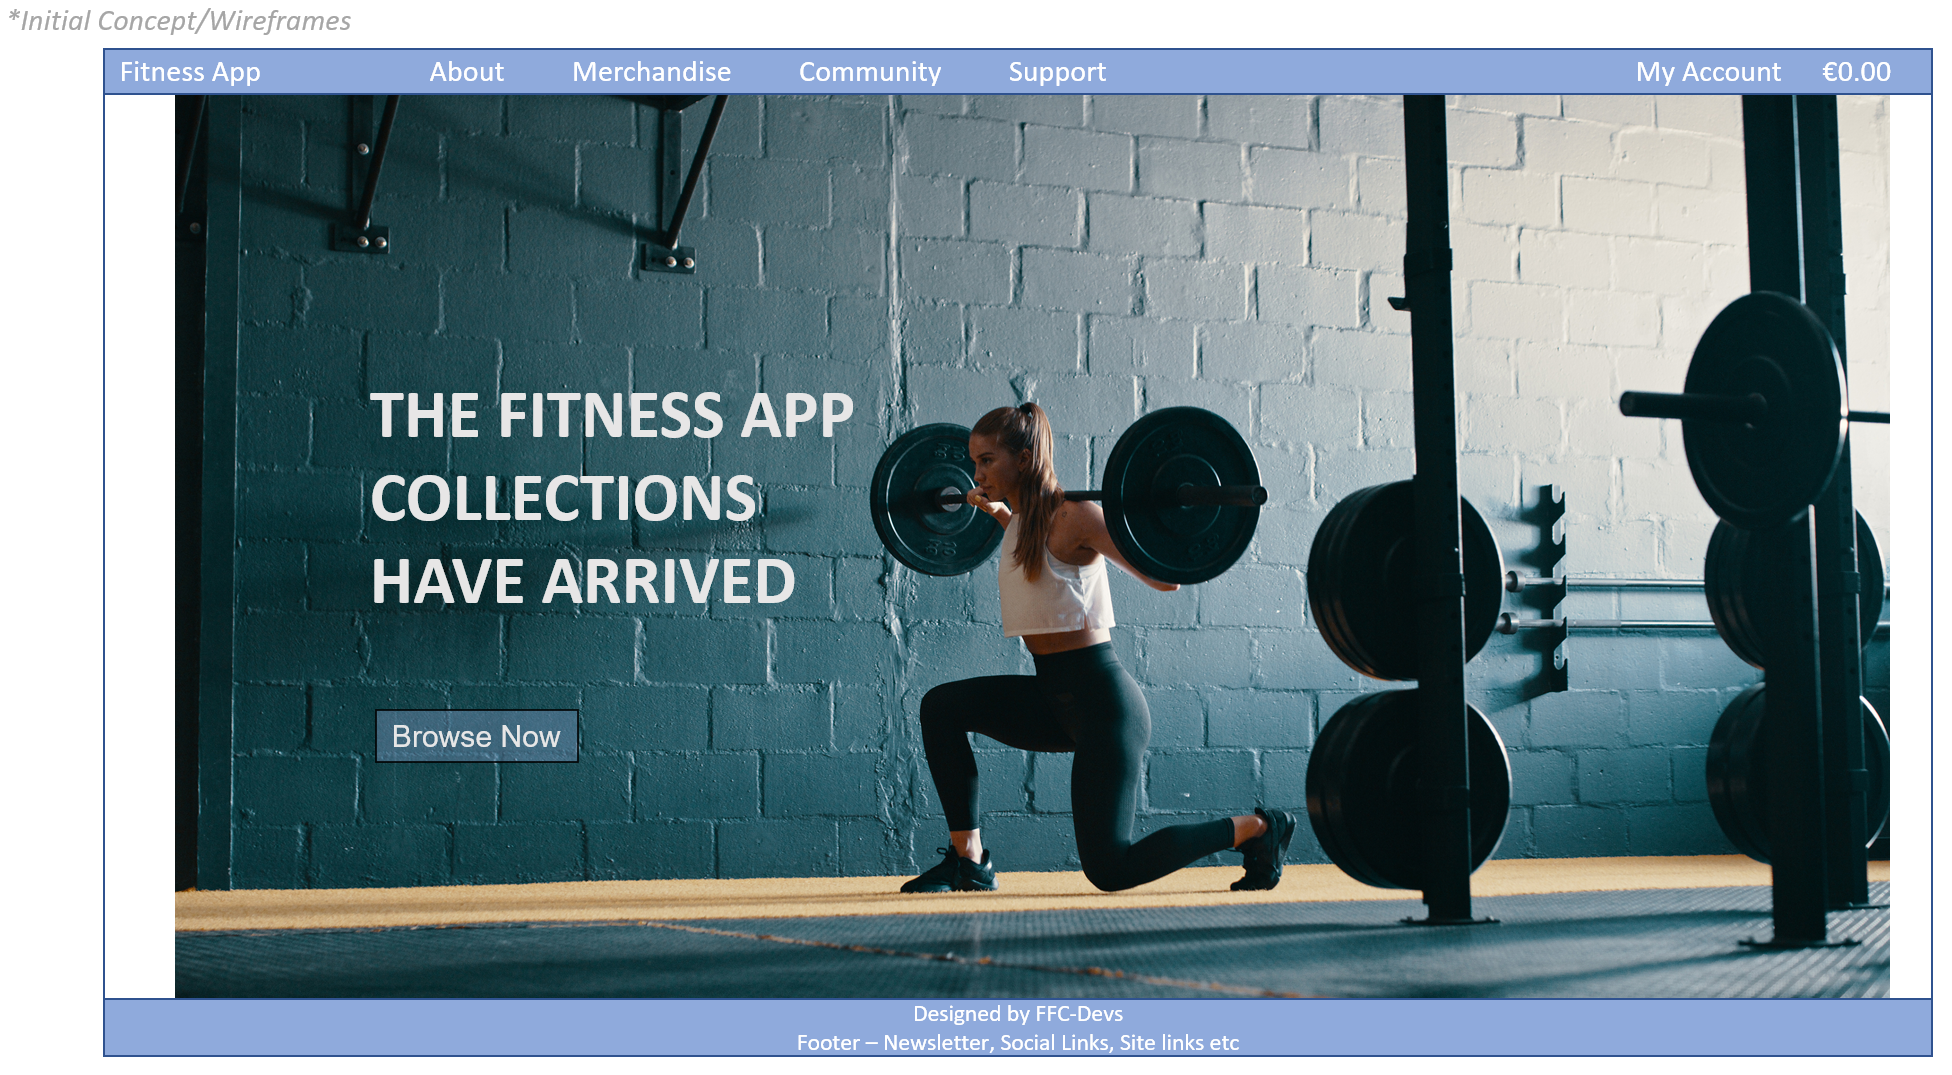 *Initial Concept/Wireframes
Fitness App About Merchandise Community Support My Account €0.00
THE FITNESS APP
COLLECTIONS
HAVE ARRIVED
Browse Now
Designed by FFC-Devs
Footer – Newsletter, Social Links, Site links etc